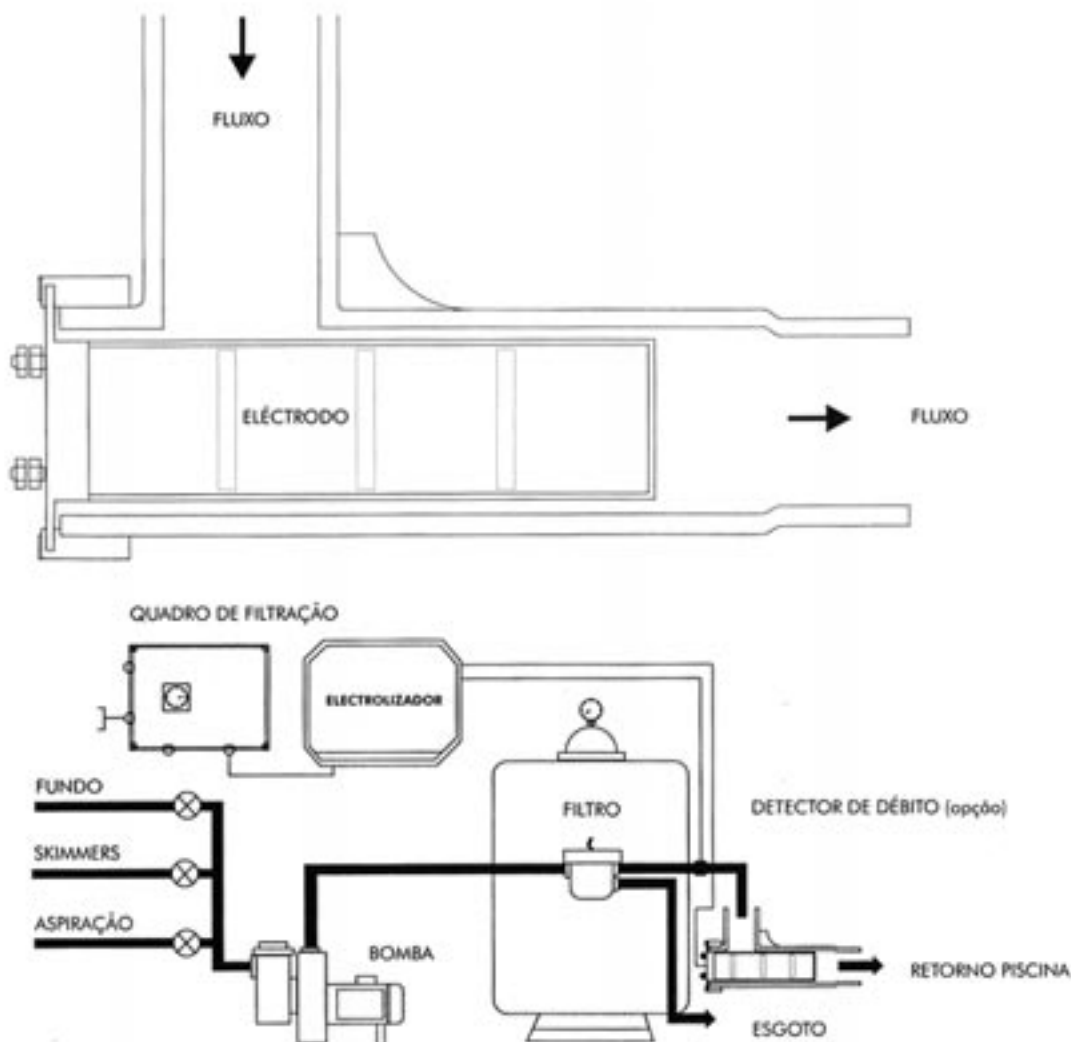 FLUXO
ELÉCTRODO
FLUXO
QUADRO DE FILTRAÇÃO
ELECTROLIZADOR
FUNDO
FILTRO
DETECTOR DE DÉBITO (opção)
SKIMMERS
ASPIRAÇÃO
BOMBA
RETORNO PISCINA
ESGOTO